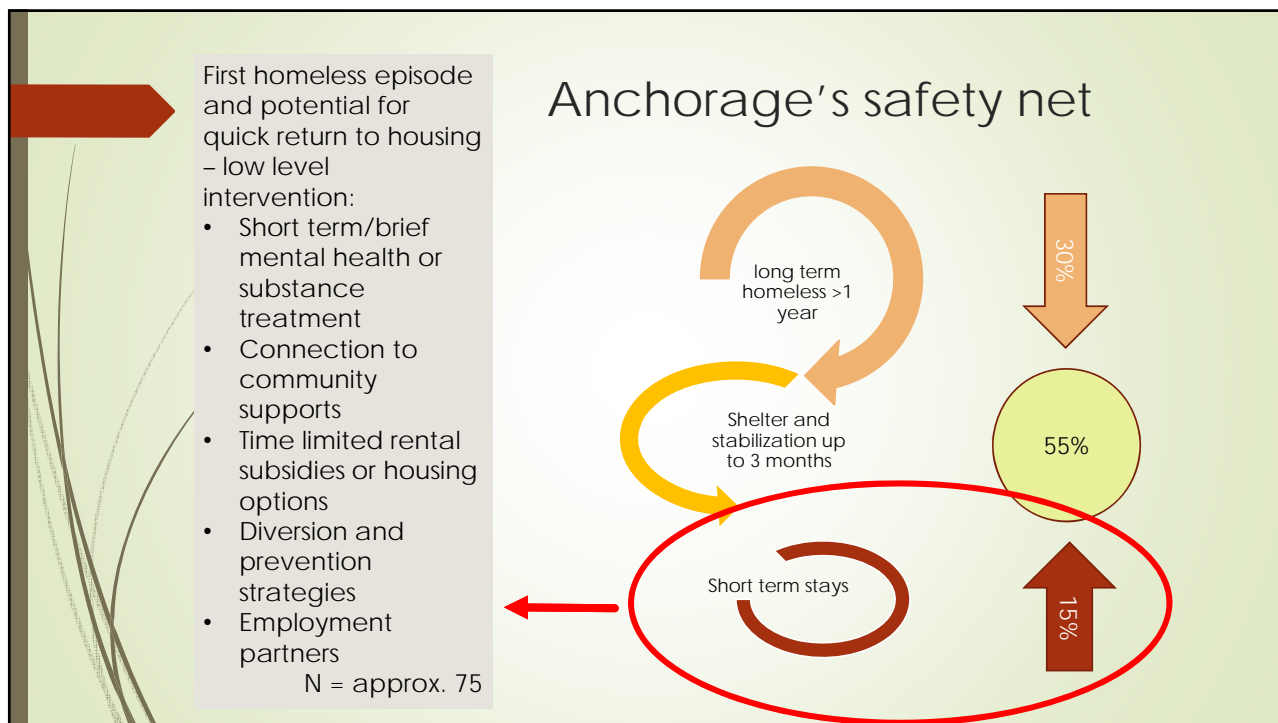 Anchorage’s safety net
First homeless episode
and potential for
quick return to housing
– low level
intervention:
• Short term/brief
mental health or
substance
treatment
• Connection to
community
supports
• Time limited rental
subsidies or housing
options
• Diversion and
prevention
strategies
• Employment
partners
N = approx. 75
long term
homeless >1
year
30%
Shelter and
stabilization up
to 3 months
55%
Short term stays
15%